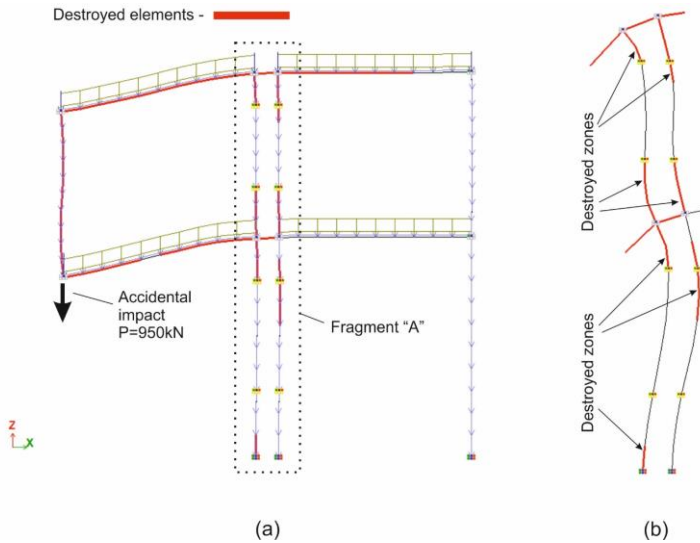 Destroyed elements -
Accidental
impact
P=950kN
Fragment “A”
Z
X
(a)
Destroyed zones
Destroyed zones
(b)